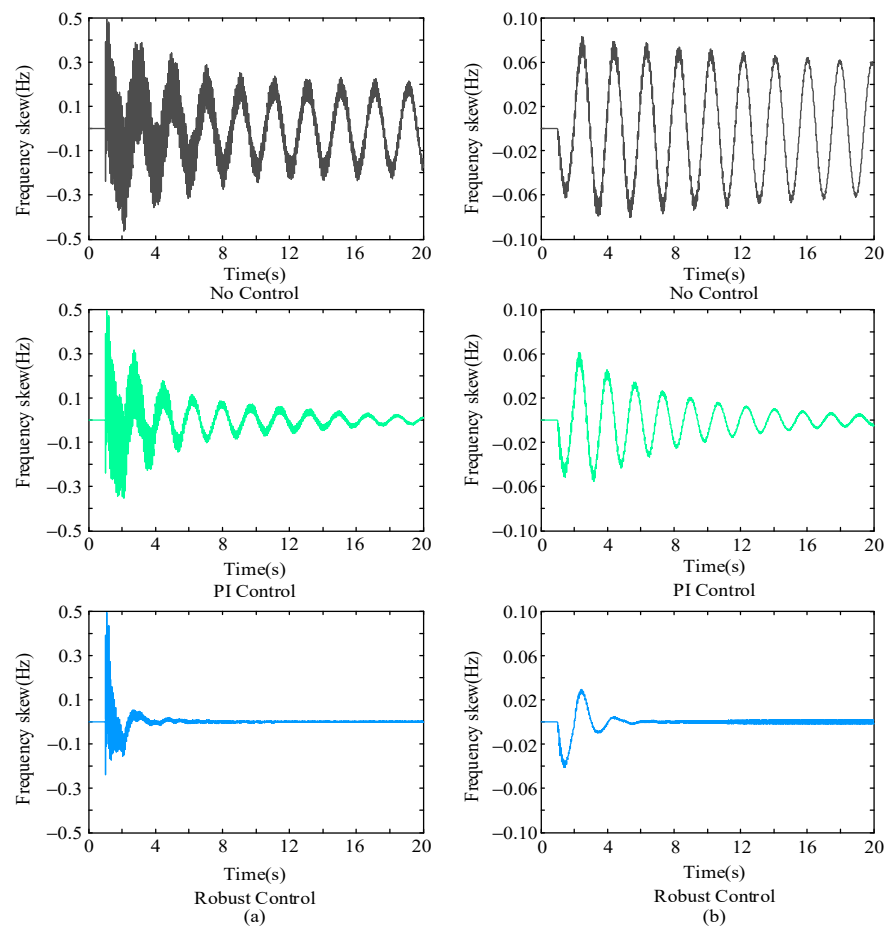 0.5
0.3
0.1
−0.1
−0.3
−0.5
Frequency skew(Hz)
0 4 8 12 16 20
Time(s)
No Control
0.10
0.06
0.02
−0.02
−0.06
−0.10
Frequency skew(Hz)
0 4 8 12 16 20
Time(s)
No Control
0.5
0.3
0.1
−0.1
−0.3
−0.5
Frequency skew(Hz)
0 4 8 12 16 20
Time(s)
PI Control
0.10
0.06
0.02
−0.02
−0.06
−0.10
Frequency skew(Hz)
0 4 8 12 16 20
Time(s)
PI Control
0.5
0.3
0.1
−0.1
−0.3
−0.5
Frequency skew(Hz)
0 4 8 12 16 20
Time(s)
Robust Control
(a)
0.10
0.06
0.02
−0.02
−0.06
−0.10
Frequency skew(Hz)
0 4 8 12 16 20
Time(s)
Robust Control
(b)